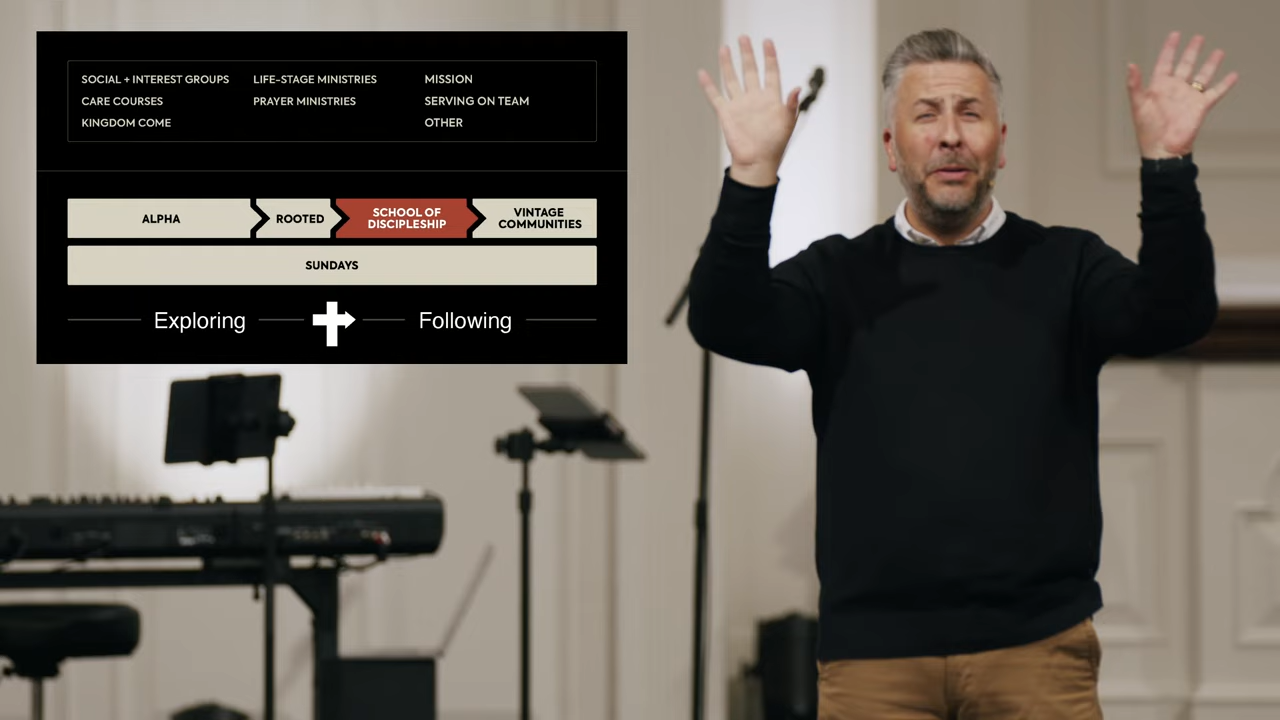 SOCIAL + INTEREST GROUPS LIFE-STAGE MINISTRIES MISSION
CARE COURSES PRAYER MINISTRIES SERVING ON TEAM
KINGDOM COME OTHER
ALPHA ROOTED SCHOOL OF DISCIPLESHIP VINTAGE COMMUNITIES
SUNDAYS
Exploring Following